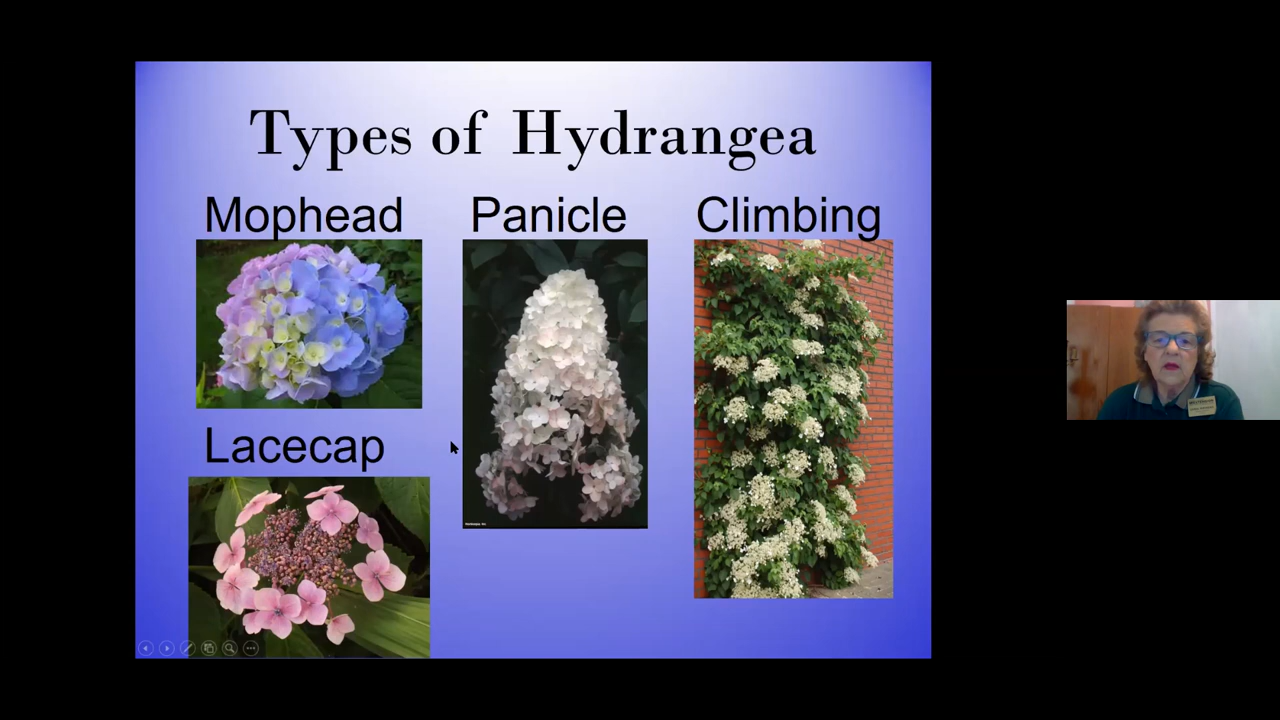 Types of Hydrangea
Mophead
Panicle
Climbing
Lacecap